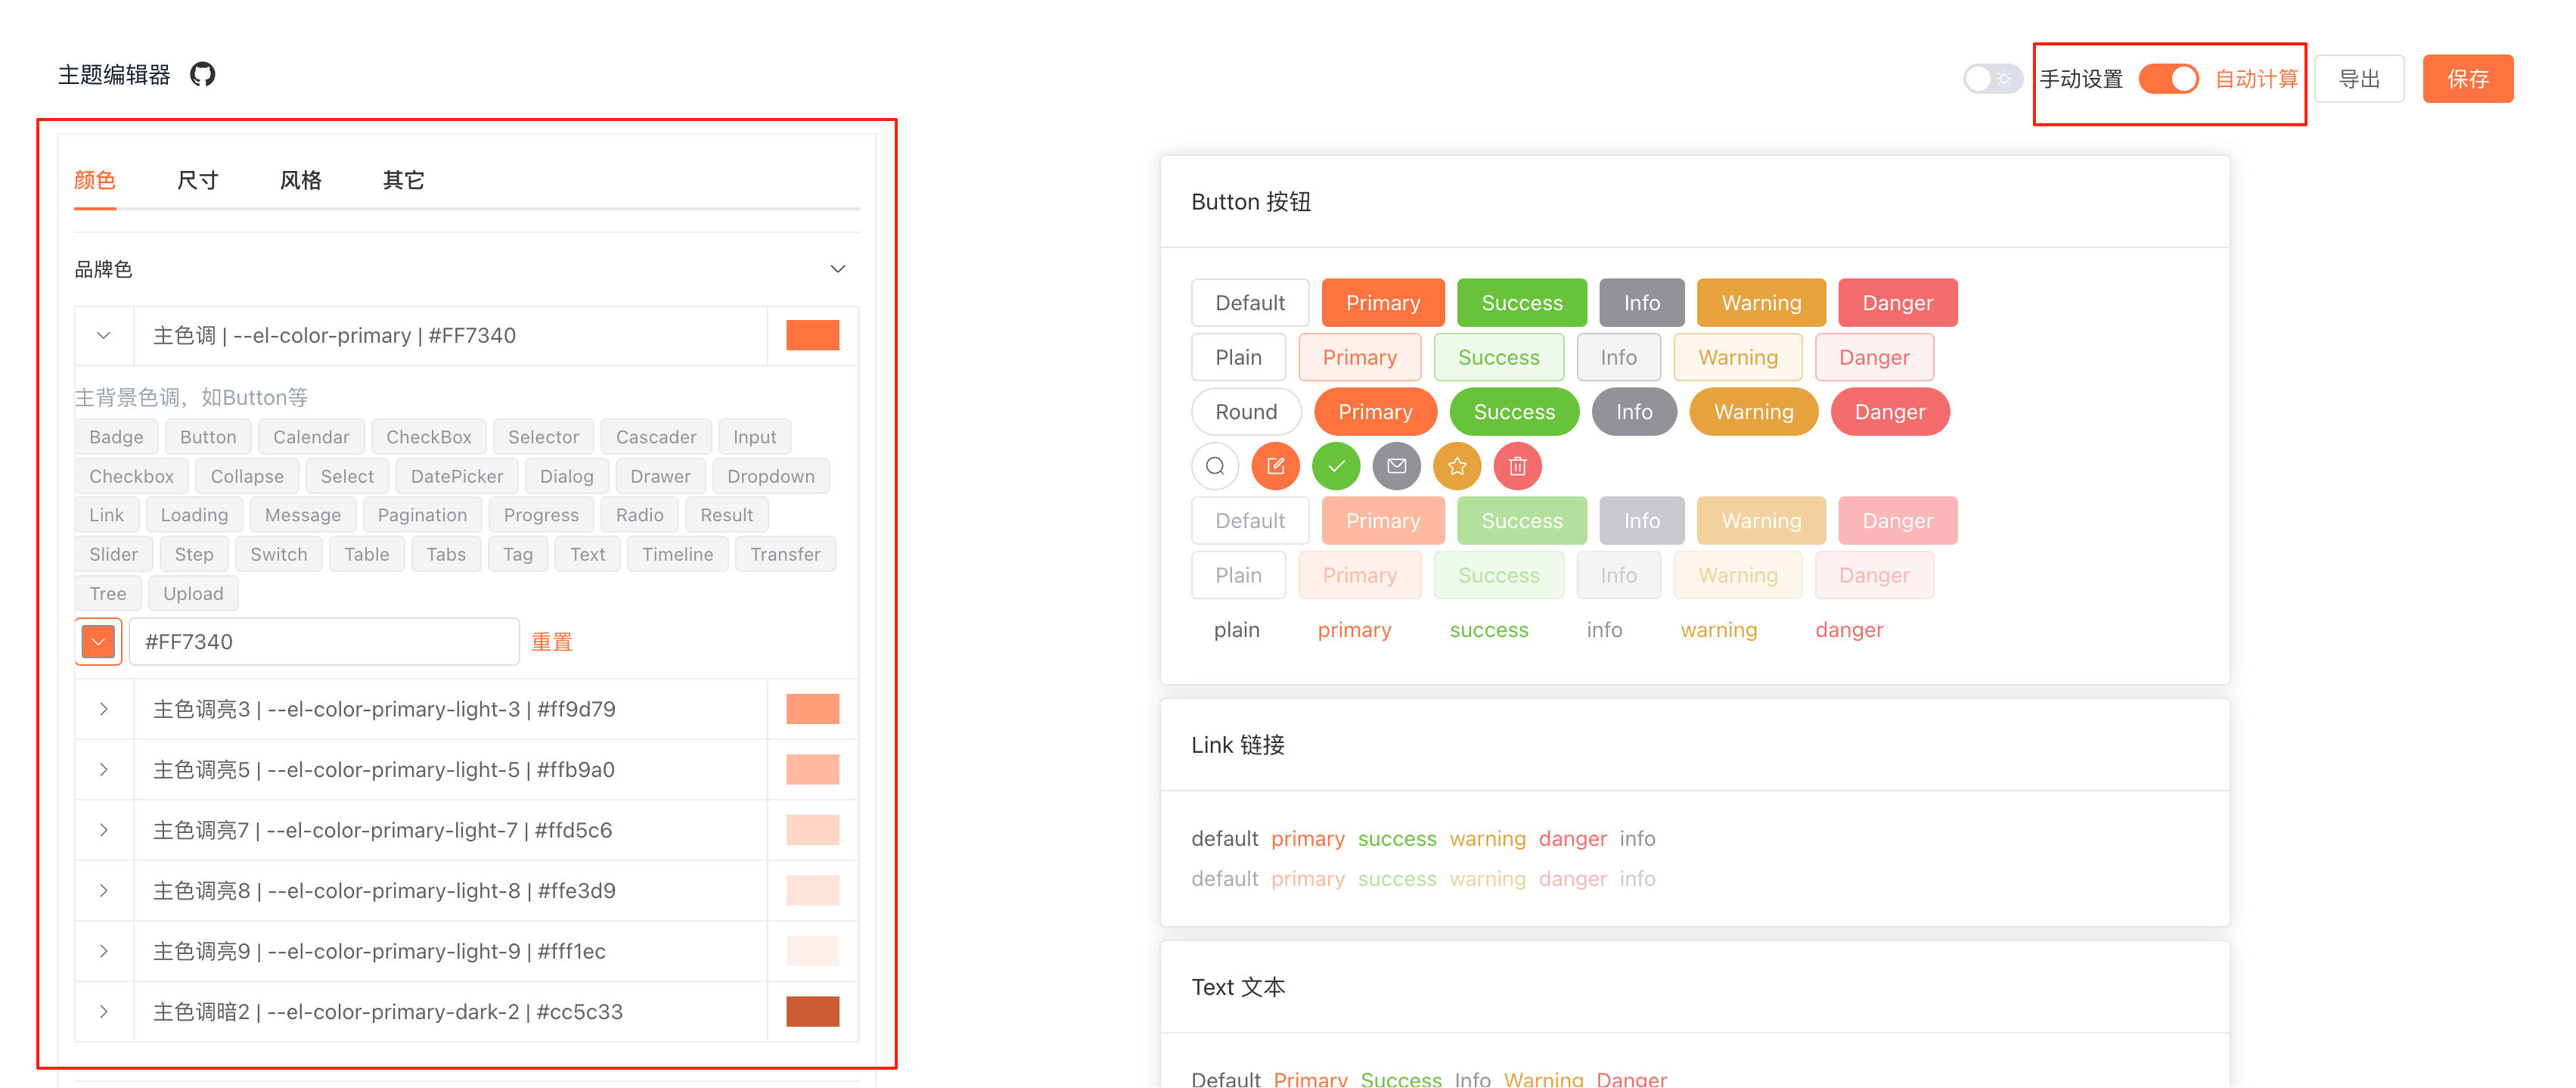 主题编辑器
手动设置 自动计算 导出 保存
颜色 尺寸 风格 其它
品牌色
主色调 | --el-color-primary | #FF7340
主背景色调，如Button等
Badge Button Calendar CheckBox Selector Cascader Input
Checkbox Collapse Select DatePicker Dialog Drawer Dropdown
Link Loading Message Pagination Progress Radio Result
Slider Step Switch Table Tabs Tag Text Timeline Transfer
Tree Upload
#FF7340 重置
主色调亮3 | --el-color-primary-light-3 | #ff9d79
主色调亮5 | --el-color-primary-light-5 | #ffb9a0
主色调亮7 | --el-color-primary-light-7 | #ffd5c6
主色调亮8 | --el-color-primary-light-8 | #ffe3d9
主色调亮9 | --el-color-primary-light-9 | #fff1ec
主色调暗2 | --el-color-primary-dark-2 | #cc5c33
Button 按钮
Default Primary Success Info Warning Danger
Plain Primary Success Info Warning Danger
Round Primary Success Info Warning Danger
Default Primary Success Info Warning Danger
Plain Primary Success Info Warning Danger
plain primary success info warning danger
Link 链接
default primary success warning danger info
default primary success warning danger info
Text 文本
Default Primary Success Info Warning Danger